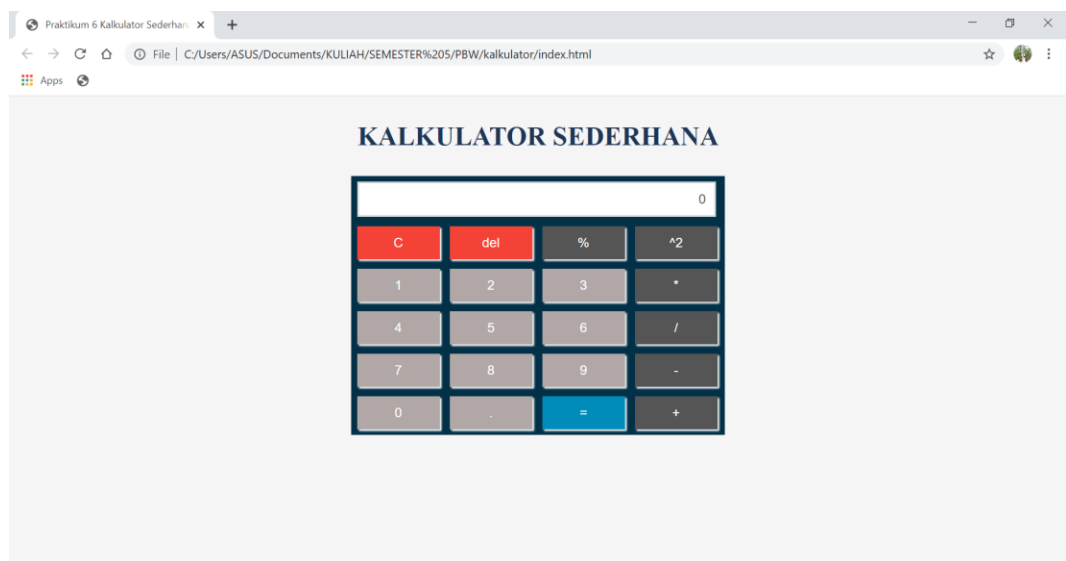 Praktikum 6 Kalkulator Sederhan
File | C:/Users/ASUS/Documents/KULIAH/SEMESTER%205/PBW/kalkulator/index.html
Apps
KALKULATOR SEDERHANA
0
C del % ^2
1 2 3 *
4 5 6 /
7 8 9 -
0 . = +